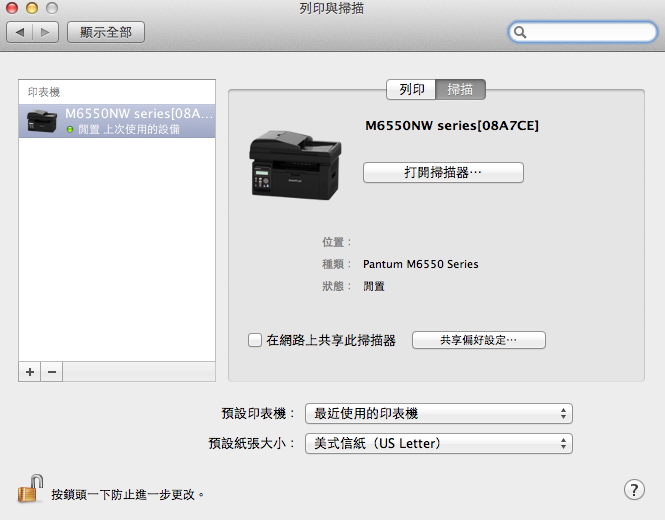 列印與掃描
顯示全部
印表機
M6550NW series[08A...
閒置 上次使用的設備
列印 掃描
M6550NW series[08A7CE]
打開掃描器⋯
位置：
種類： Pantum M6550 Series
狀態： 閒置
在網路上共享此掃描器 共享偏好設定⋯
+ −
預設印表機： 最近使用的印表機
預設紙張大小： 美式信紙（US Letter）
按鎖頭一下防止進一步更改。 ?